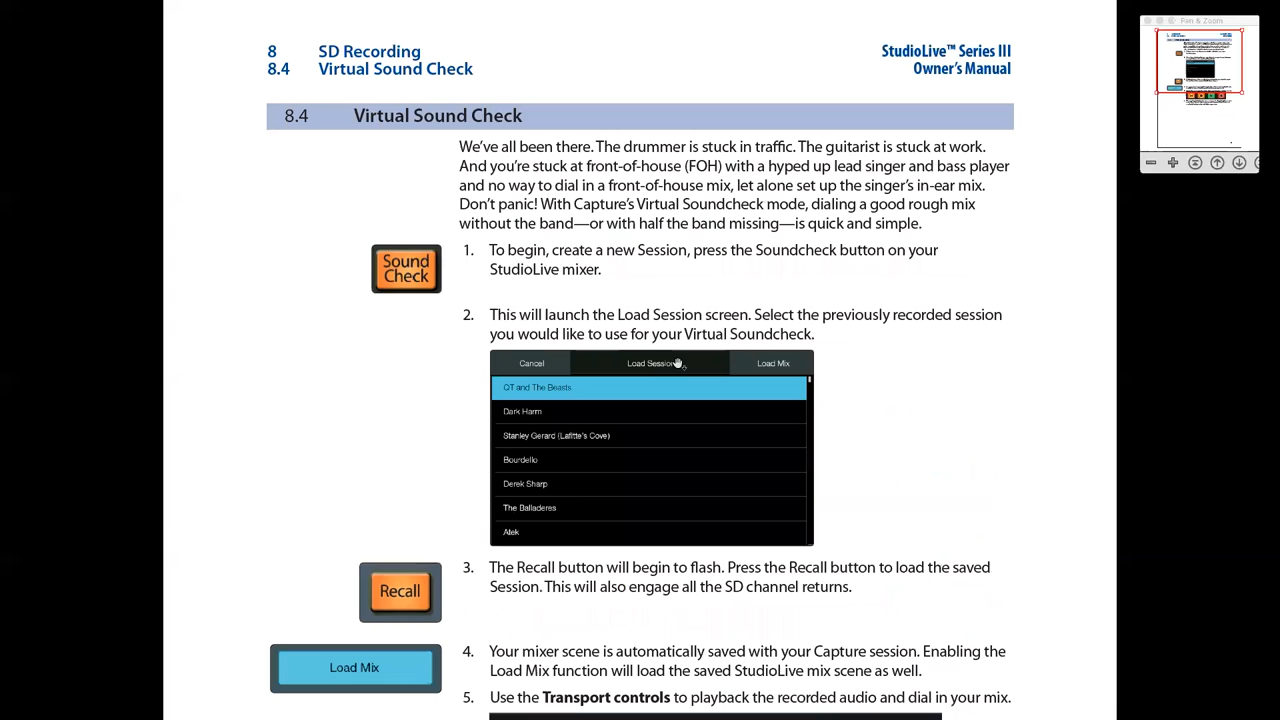 Pan & Zoom
8 SD Recording
8.4 Virtual Sound Check
StudioLive™ Series III
Owner's Manual
8.4 Virtual Sound Check
We've all been there. The drummer is stuck in traffic. The guitarist is stuck at work.
And you're stuck at front-of-house (FOH) with a hyped up lead singer and bass player
and no way to dial in a front-of-house mix, let alone set up the singer's in-ear mix.
Don't panic! With Capture's Virtual Soundcheck mode, dialing a good rough mix
without the band—or with half the band missing—is quick and simple.
Sound
Check
1. To begin, create a new Session, press the Soundcheck button on your
StudioLive mixer.
2. This will launch the Load Session screen. Select the previously recorded session
you would like to use for your Virtual Soundcheck.
Cancel Load Session Load Mix
QT and The Beasts
Dark Harm
Stanley Gerard (Lafitte's Cove)
Bourdello
Derek Sharp
The Balladeres
Atek
Recall
3. The Recall button will begin to flash. Press the Recall button to load the saved
Session. This will also engage all the SD channel returns.
Load Mix
4. Your mixer scene is automatically saved with your Capture session. Enabling the
Load Mix function will load the saved StudioLive mix scene as well.
5. Use the Transport controls to playback the recorded audio and dial in your mix.